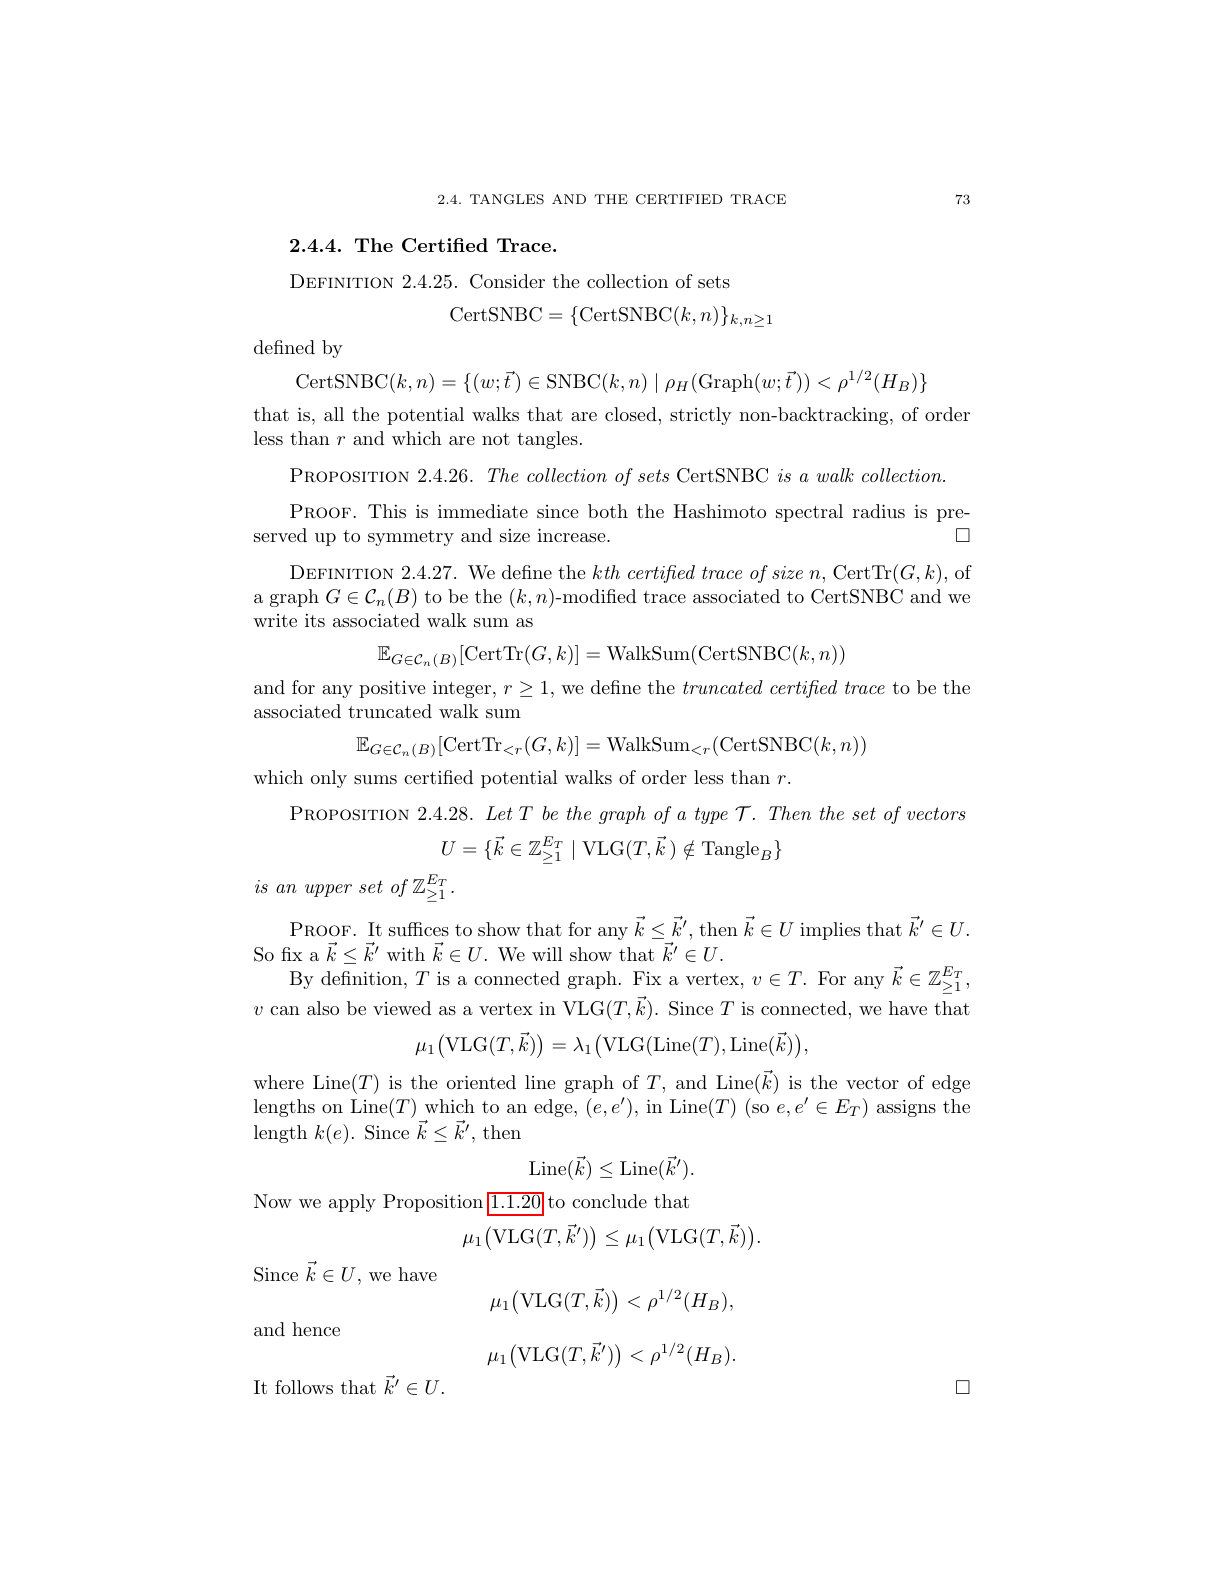 2.4. TANGLES AND THE CERTIFIED TRACE 73
2.4.4. The Certified Trace.
DEFINITION 2.4.25. Consider the collection of sets
CertSNBC = {CertSNBC(k, n)}_{k,n≥1}
defined by
CertSNBC(k, n) = {(w; \vec{t}) ∈ SNBC(k, n) | ρ_H(Graph(w; \vec{t})) < ρ^{1/2}(H_B)}
that is, all the potential walks that are closed, strictly non-backtracking, of order
less than r and which are not tangles.
PROPOSITION 2.4.26. The collection of sets CertSNBC is a walk collection.
PROOF. This is immediate since both the Hashimoto spectral radius is pre-
served up to symmetry and size increase. □
DEFINITION 2.4.27. We define the kth certified trace of size n, CertTr(G, k), of
a graph G ∈ 𝒞_n(B) to be the (k, n)-modified trace associated to CertSNBC and we
write its associated walk sum as
𝔼_{G∈𝒞_n(B)}[CertTr(G, k)] = WalkSum(CertSNBC(k, n))
and for any positive integer, r ≥ 1, we define the truncated certified trace to be the
associated truncated walk sum
𝔼_{G∈𝒞_n(B)}[CertTr_{<r}(G, k)] = WalkSum_{<r}(CertSNBC(k, n))
which only sums certified potential walks of order less than r.
PROPOSITION 2.4.28. Let T be the graph of a type 𝒯. Then the set of vectors
U = {\vec{k} ∈ ℤ_{≥1}^{E_T} | VLG(T, \vec{k}) ∉ Tangle_B}
is an upper set of ℤ_{≥1}^{E_T}.
PROOF. It suffices to show that for any \vec{k} ≤ \vec{k}′, then \vec{k} ∈ U implies that \vec{k}′ ∈ U.
So fix a \vec{k} ≤ \vec{k}′ with \vec{k} ∈ U. We will show that \vec{k}′ ∈ U.
By definition, T is a connected graph. Fix a vertex, v ∈ T. For any \vec{k} ∈ ℤ_{≥1}^{E_T},
v can also be viewed as a vertex in VLG(T, \vec{k}). Since T is connected, we have that
μ_1(VLG(T, \vec{k})) = λ_1(VLG(Line(T), Line(\vec{k})),
where Line(T) is the oriented line graph of T, and Line(\vec{k}) is the vector of edge
lengths on Line(T) which to an edge, (e, e′), in Line(T) (so e, e′ ∈ E_T) assigns the
length k(e). Since \vec{k} ≤ \vec{k}′, then
Line(\vec{k}) ≤ Line(\vec{k}′).
Now we apply Proposition 1.1.20 to conclude that
μ_1(VLG(T, \vec{k}′)) ≤ μ_1(VLG(T, \vec{k})).
Since \vec{k} ∈ U, we have
μ_1(VLG(T, \vec{k})) < ρ^{1/2}(H_B),
and hence
μ_1(VLG(T, \vec{k}′)) < ρ^{1/2}(H_B).
It follows that \vec{k}′ ∈ U. □